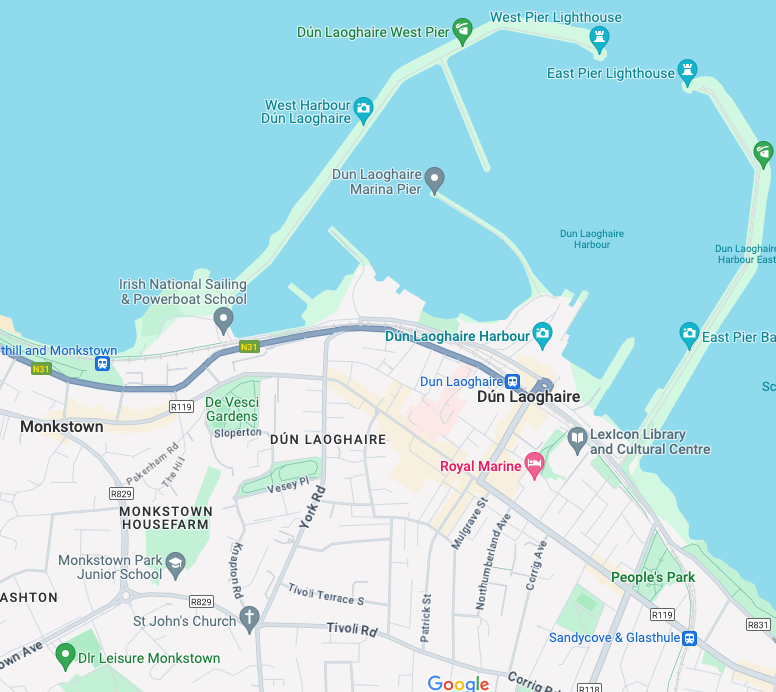 West Pier Lighthouse
Dún Laoghaire West Pier
East Pier Lighthouse
West Harbour
Dún Laoghaire
Dun Laoghaire
Marina Pier
Dun Laoghaire
Harbour
Dun Laoghaire
Harbour East
Irish National Sailing
& Powerboat School
N31
Dún Laoghaire Harbour
East Pier Ba
thill and Monkstown
N31
Dun Laoghaire
Sc
Dún Laoghaire
R119
De Vesci
Gardens
Monkstown
Sloperton
DÚN LAOGHAIRE
LexIcon Library
and Cultural Centre
Royal Marine
Pakenham Rd
The Hill
Vesey Pl
R829
York Rd
MONKSTOWN
HOUSEFARM
Mulgrave St
Northumberland Ave
Corrig Ave
Knapton Rd
Monkstown Park
Junior School
People's Park
Tivoli Terrace S
ASHTON
R829
Patrick St
R119
St John's Church
Tivoli Rd
R831
Sandycove & Glasthule
own Ave
Dlr Leisure Monkstown
Corrig R
R118
Google